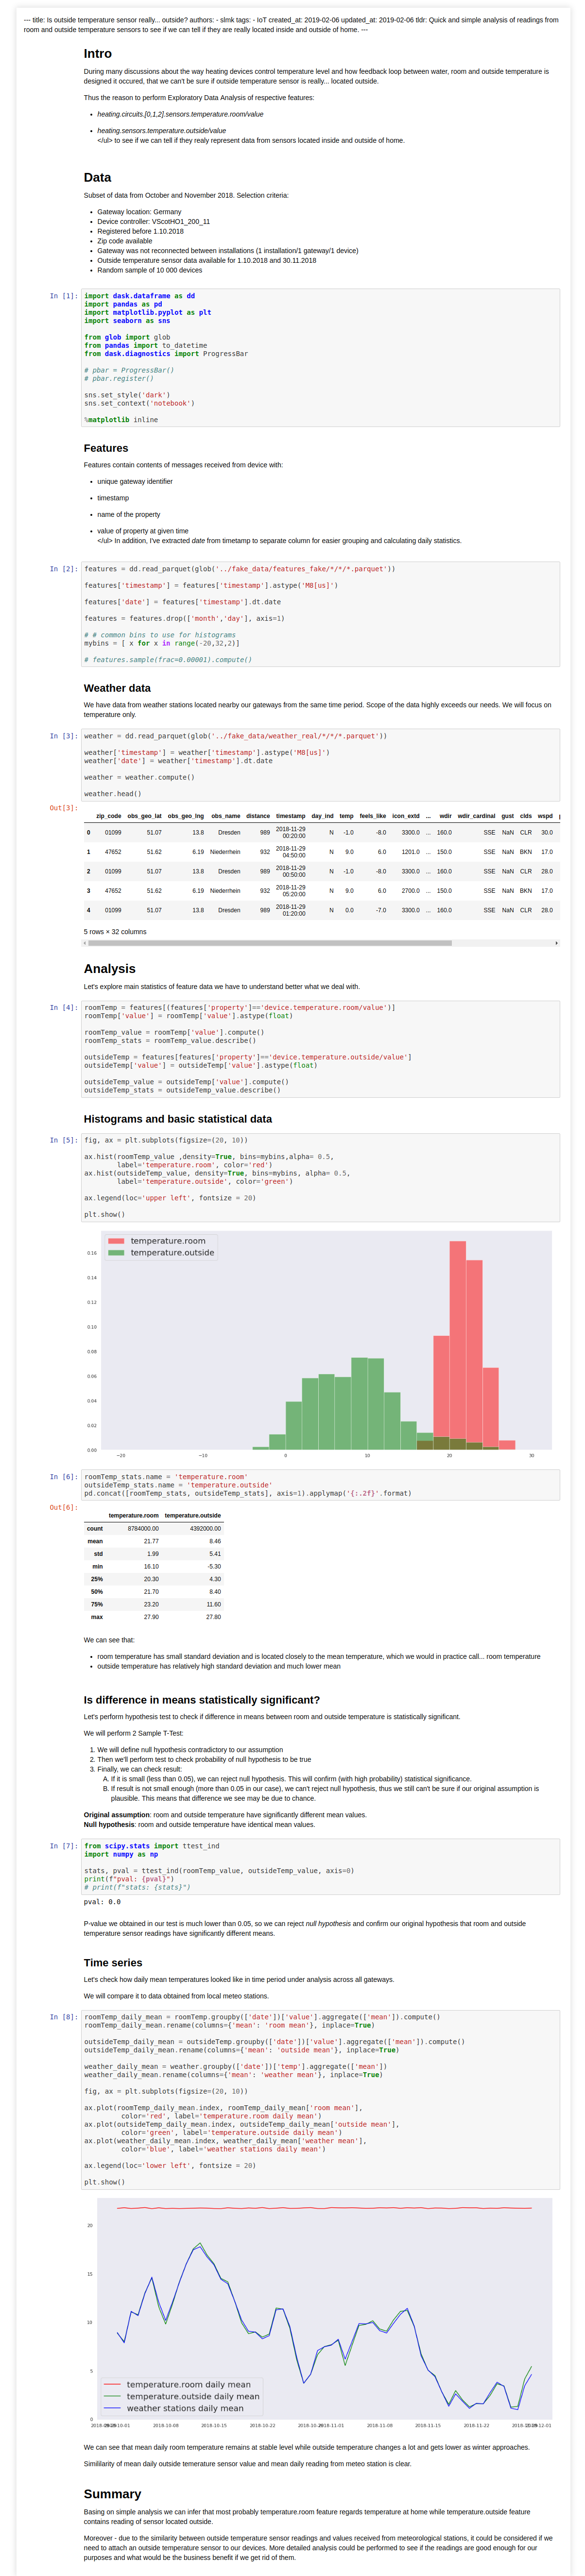 --- title: Is outside temperature sensor really... outside? authors: - slmk tags: - IoT created_at: 2019-02-06 updated_at: 2019-02-06 tldr: Quick and simple analysis of readings from
room and outside temperature sensors to see if we can tell if they are really located inside and outside of home. ---
Intro
During many discussions about the way heating devices control temperature level and how feedback loop between water, room and outside temperature is
designed it occured, that we can't be sure if outside temperature sensor is really... located outside.
Thus the reason to perform Exploratory Data Analysis of respective features:
• heating.circuits.[0,1,2].sensors.temperature.room/value
• heating.sensors.temperature.outside/value
</ul> to see if we can tell if they realy represent data from sensors located inside and outside of home.
Data
Subset of data from October and November 2018. Selection criteria:
• Gateway location: Germany
• Device controller: VScotHO1_200_11
• Registered before 1.10.2018
• Zip code available
• Gateway was not reconnected between installations (1 installation/1 gateway/1 device)
• Outside temperature sensor data available for 1.10.2018 and 30.11.2018
• Random sample of 10 000 devices
In [1]:
import dask.dataframe as dd
import pandas as pd
import matplotlib.pyplot as plt
import seaborn as sns
from glob import glob
from pandas import to_datetime
from dask.diagnostics import ProgressBar
# pbar = ProgressBar()
# pbar.register()
sns.set_style('dark')
sns.set_context('notebook')
%matplotlib inline
Features
Features contain contents of messages received from device with:
• unique gateway identifier
• timestamp
• name of the property
• value of property at given time
</ul> In addition, I've extracted date from timetamp to separate column for easier grouping and calculating daily statistics.
In [2]:
features = dd.read_parquet(glob('../fake_data/features_fake/*/*/*.parquet'))
features['timestamp'] = features['timestamp'].astype('M8[us]')
features['date'] = features['timestamp'].dt.date
features = features.drop(['month','day'], axis=1)
# # common bins to use for histograms
mybins = [ x for x in range(-20,32,2)]
# features.sample(frac=0.00001).compute()
Weather data
We have data from weather stations located nearby our gateways from the same time period. Scope of the data highly exceeds our needs. We will focus on
temperature only.
In [3]:
weather = dd.read_parquet(glob('../fake_data/weather_real/*/*/*.parquet'))
weather['timestamp'] = weather['timestamp'].astype('M8[us]')
weather['date'] = weather['timestamp'].dt.date
weather = weather.compute()
weather.head()
Out[3]:
zip_code obs_geo_lat obs_geo_lng obs_name distance timestamp day_ind temp feels_like icon_extd ... wdir wdir_cardinal gust clds wspd
0 01099 51.07 13.8 Dresden 989 2018-11-29 00:20:00 N -1.0 -8.0 3300.0 ... 160.0 SSE NaN CLR 30.0
1 47652 51.62 6.19 Niederrhein 932 2018-11-29 04:50:00 N 9.0 6.0 1201.0 ... 150.0 SSE NaN BKN 17.0
2 01099 51.07 13.8 Dresden 989 2018-11-29 00:50:00 N -1.0 -8.0 3300.0 ... 160.0 SSE NaN CLR 28.0
3 47652 51.62 6.19 Niederrhein 932 2018-11-29 05:20:00 N 9.0 6.0 2700.0 ... 150.0 SSE NaN BKN 17.0
4 01099 51.07 13.8 Dresden 989 2018-11-29 01:20:00 N 0.0 -7.0 3300.0 ... 160.0 SSE NaN CLR 28.0
5 rows × 32 columns
Analysis
Let's explore main statistics of feature data we have to understand better what we deal with.
In [4]:
roomTemp = features[(features['property']=='device.temperature.room/value')]
roomTemp['value'] = roomTemp['value'].astype(float)
roomTemp_value = roomTemp['value'].compute()
roomTemp_stats = roomTemp_value.describe()
outsideTemp = features[features['property']=='device.temperature.outside/value']
outsideTemp['value'] = outsideTemp['value'].astype(float)
outsideTemp_value = outsideTemp['value'].compute()
outsideTemp_stats = outsideTemp_value.describe()
Histograms and basic statistical data
In [5]:
fig, ax = plt.subplots(figsize=(20, 10))
ax.hist(roomTemp_value ,density=True, bins=mybins,alpha= 0.5,
label='temperature.room', color='red')
ax.hist(outsideTemp_value, density=True, bins=mybins, alpha= 0.5,
label='temperature.outside', color='green')
ax.legend(loc='upper left', fontsize = 20)
plt.show()
temperature.room
temperature.outside
0.16
0.14
0.12
0.10
0.08
0.06
0.04
0.02
0.00
−20 −10 0 10 20 30
In [6]:
roomTemp_stats.name = 'temperature.room'
outsideTemp_stats.name = 'temperature.outside'
pd.concat([roomTemp_stats, outsideTemp_stats], axis=1).applymap('{:.2f}'.format)
Out[6]:
temperature.room temperature.outside
count 8784000.00 4392000.00
mean 21.77 8.46
std 1.99 5.41
min 16.10 -5.30
25% 20.30 4.30
50% 21.70 8.40
75% 23.20 11.60
max 27.90 27.80
We can see that:
• room temperature has small standard deviation and is located closely to the mean temperature, which we would in practice call... room temperature
• outside temperature has relatively high standard deviation and much lower mean
Is difference in means statistically significant?
Let's perform hypothesis test to check if difference in means between room and outside temperature is statistically significant.
We will perform 2 Sample T-Test:
1. We will define null hypothesis contradictory to our assumption
2. Then we'll perform test to check probability of null hypothesis to be true
3. Finally, we can check result:
A. If it is small (less than 0.05), we can reject null hypothesis. This will confirm (with high probability) statistical significance.
B. If result is not small enough (more than 0.05 in our case), we can't reject null hypothesis, thus we still can't be sure if our original assumption is
plausible. This means that difference we see may be due to chance.
Original assumption: room and outside temperature have significantly different mean values.
Null hypothesis: room and outside temperature have identical mean values.
In [7]:
from scipy.stats import ttest_ind
import numpy as np
stats, pval = ttest_ind(roomTemp_value, outsideTemp_value, axis=0)
print(f"pval: {pval}")
# print(f"stats: {stats}")
pval: 0.0
P-value we obtained in our test is much lower than 0.05, so we can reject null hypothesis and confirm our original hypothesis that room and outside
temperature sensor readings have significantly different means.
Time series
Let's check how daily mean temperatures looked like in time period under analysis across all gateways.
We will compare it to data obtained from local meteo stations.
In [8]:
roomTemp_daily_mean = roomTemp.groupby(['date'])['value'].aggregate(['mean']).compute()
roomTemp_daily_mean.rename(columns={'mean': 'room mean'}, inplace=True)
outsideTemp_daily_mean = outsideTemp.groupby(['date'])['value'].aggregate(['mean']).compute()
outsideTemp_daily_mean.rename(columns={'mean': 'outside mean'}, inplace=True)
weather_daily_mean = weather.groupby(['date'])['temp'].aggregate(['mean'])
weather_daily_mean.rename(columns={'mean': 'weather mean'}, inplace=True)
fig, ax = plt.subplots(figsize=(20, 10))
ax.plot(roomTemp_daily_mean.index, roomTemp_daily_mean['room mean'],
color='red', label='temperature.room daily mean')
ax.plot(outsideTemp_daily_mean.index, outsideTemp_daily_mean['outside mean'],
color='green', label='temperature.outside daily mean')
ax.plot(weather_daily_mean.index, weather_daily_mean['weather mean'],
color='blue', label='weather stations daily mean')
ax.legend(loc='lower left', fontsize = 20)
plt.show()
20
15
10
5
0
temperature.room daily mean
temperature.outside daily mean
weather stations daily mean
2018-10-08 2018-10-15 2018-10-22 2018-11-01 2018-11-08 2018-11-15 2018-11-22
We can see that mean daily room temperature remains at stable level while outside temperature changes a lot and gets lower as winter approaches.
Simililarity of mean daily outside temerature sensor value and mean daily reading from meteo station is clear.
Summary
Basing on simple analysis we can infer that most probably temperature.room feature regards temperature at home while temperature.outside feature
contains reading of sensor located outside.
Moreover - due to the similarity between outside temperature sensor readings and values received from meteorological stations, it could be considered if we
need to attach an outside temperature sensor to our devices. More detailed analysis could be performed to see if the readings are good enough for our
purposes and what would be the business benefit if we get rid of them.